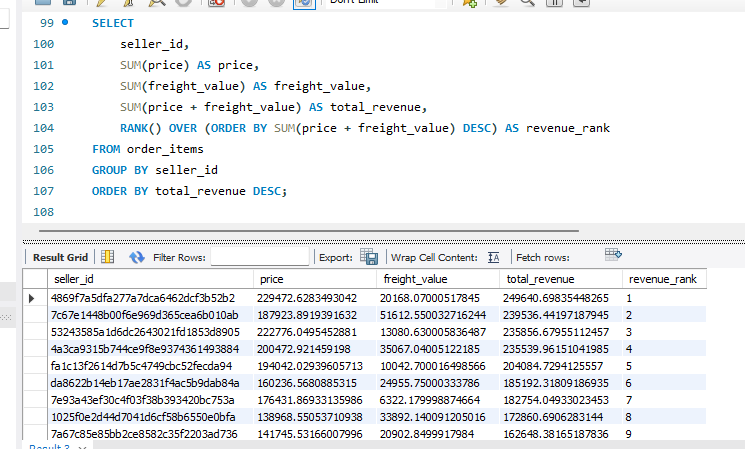 Don't Limit
99 SELECT
100 seller_id,
101 SUM(price) AS price,
102 SUM(freight_value) AS freight_value,
103 SUM(price + freight_value) AS total_revenue,
104 RANK() OVER (ORDER BY SUM(price + freight_value) DESC) AS revenue_rank
105 FROM order_items
106 GROUP BY seller_id
107 ORDER BY total_revenue DESC;
108
Result Grid Filter Rows: Export: Wrap Cell Content: Fetch rows:
seller_id price freight_value total_revenue revenue_rank
4869f7a5dfa277a7dca6462dcf3b52b2 229472.6283493042 20168.07000517845 249640.69835448265 1
7c67e1448b00f6e969d365cea6b010ab 187923.8919391632 51612.550032716244 239536.44197187945 2
53243585a1d6dc2643021fd1853d8905 222776.0495452881 13080.630005836487 235856.67955112457 3
4a3ca9315b744ce9f8e9374361493884 200472.921459198 35067.04005122185 235539.96151041985 4
fa1c13f2614d7b5c4749cbc52fecda94 194042.02939605713 10042.700016498566 204084.7294125557 5
da8622b14eb17ae2831f4ac5b9dab84a 160236.5680885315 24955.75000333786 185192.31809186935 6
7e93a43ef30c4f03f38b393420bc753a 176431.86933135986 6322.179998874664 182754.04933023453 7
1025f0e2d44d7041d6cf58b6550e0bfa 138968.55053710938 33892.140091205016 172860.6906283144 8
7a67c85e85bb2ce8582c35f2203ad736 141745.53166007996 20902.8499917984 162648.38165187836 9